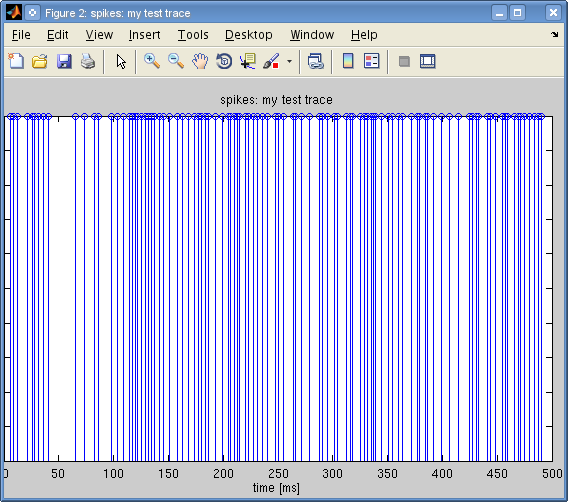 Figure 2: spikes: my test trace
File Edit View Insert Tools Desktop Window Help
spikes: my test trace
0 50 100 150 200 250 300 350 400 450 500
time [ms]